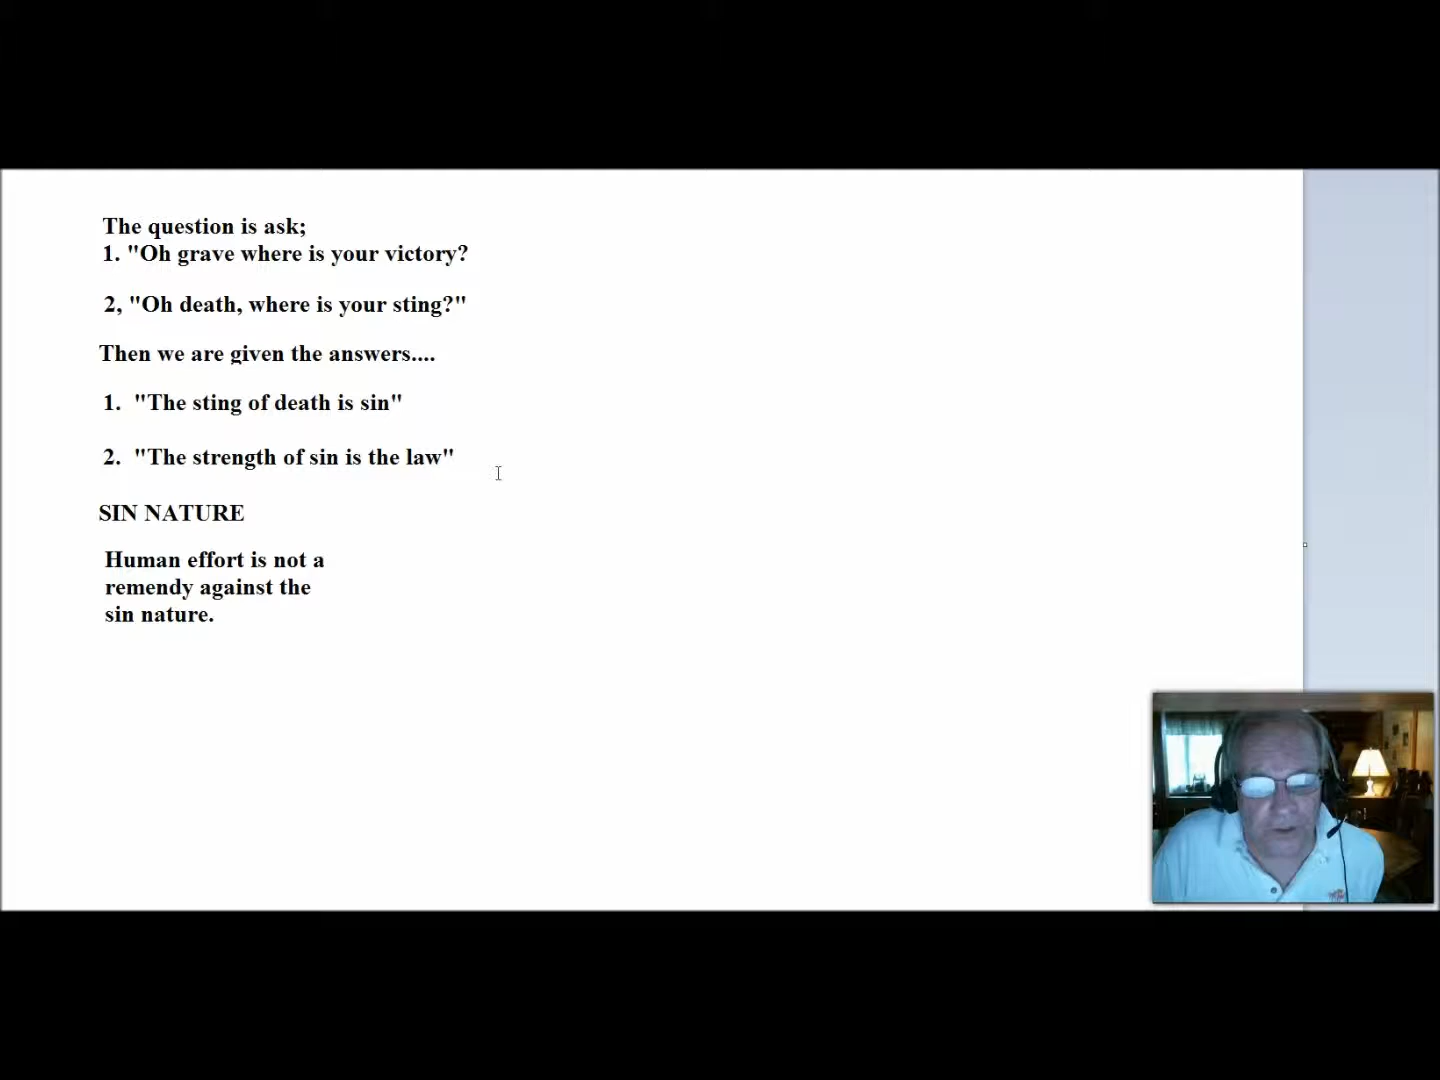 The question is ask;
1. "Oh grave where is your victory?
2, "Oh death, where is your sting?"
Then we are given the answers....
1. "The sting of death is sin"
2. "The strength of sin is the law"
SIN NATURE
Human effort is not a
remendy against the
sin nature.